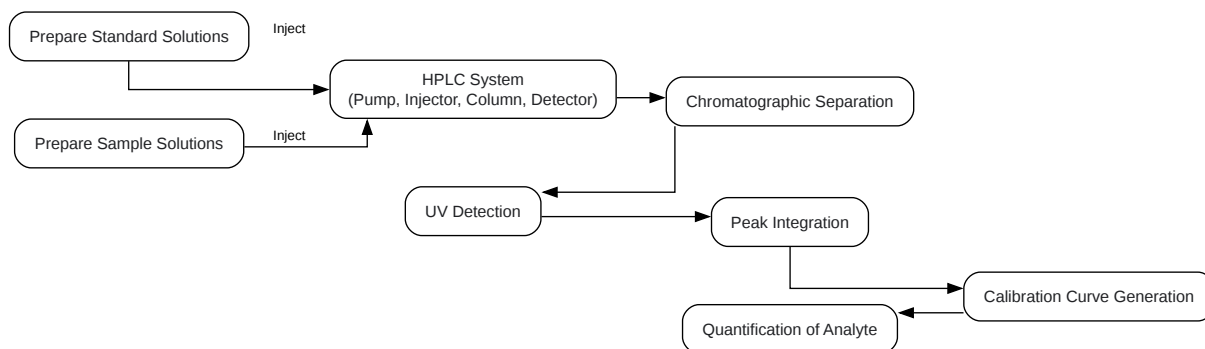 Prepare Standard Solutions
Inject
HPLC System
(Pump, Injector, Column, Detector)
Chromatographic Separation
Prepare Sample Solutions
Inject
UV Detection
Peak Integration
Calibration Curve Generation
Quantification of Analyte